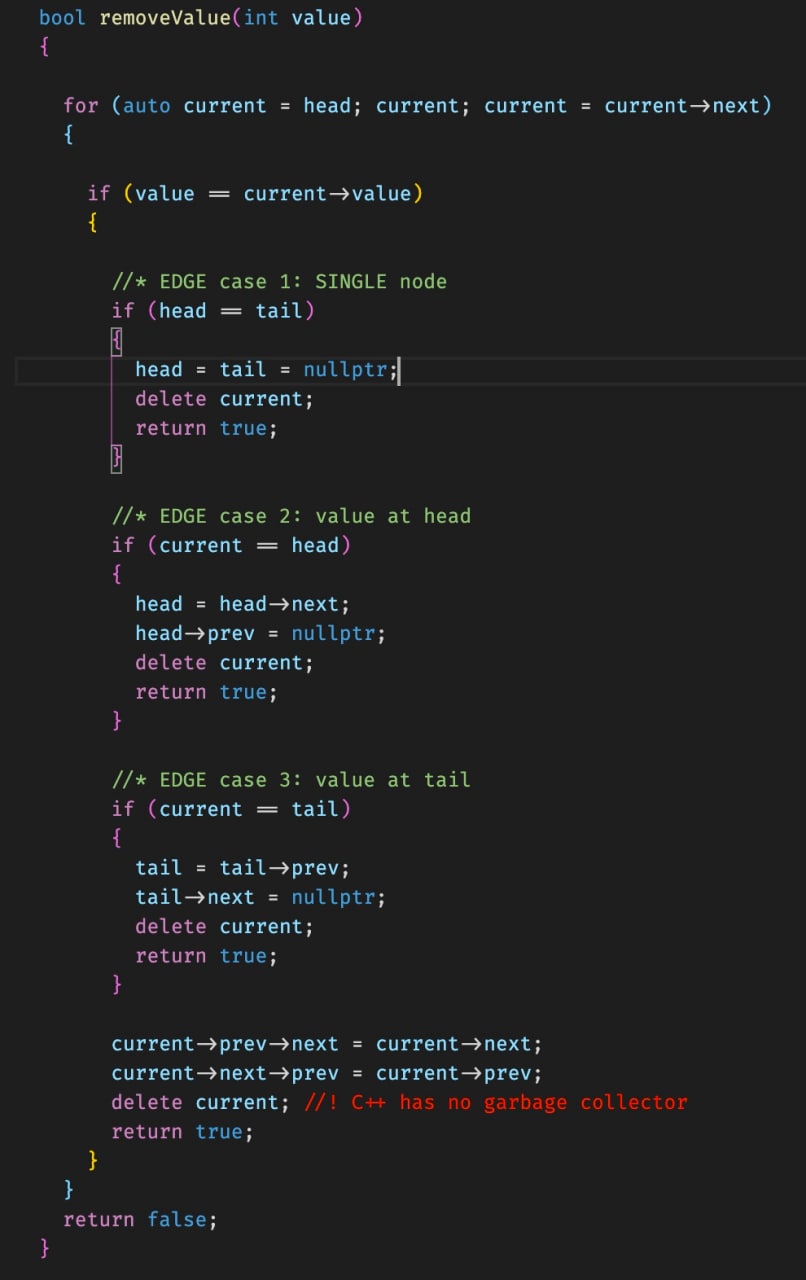 bool removeValue(int value)
{
for (auto current = head; current; current = current->next)
{
if (value == current->value)
{
//* EDGE case 1: SINGLE node
if (head == tail)
{
head = tail = nullptr;
delete current;
return true;
}
//* EDGE case 2: value at head
if (current == head)
{
head = head->next;
head->prev = nullptr;
delete current;
return true;
}
//* EDGE case 3: value at tail
if (current == tail)
{
tail = tail->prev;
tail->next = nullptr;
delete current;
return true;
}
current->prev->next = current->next;
current->next->prev = current->prev;
delete current; //! C++ has no garbage collector
return true;
}
}
return false;
}